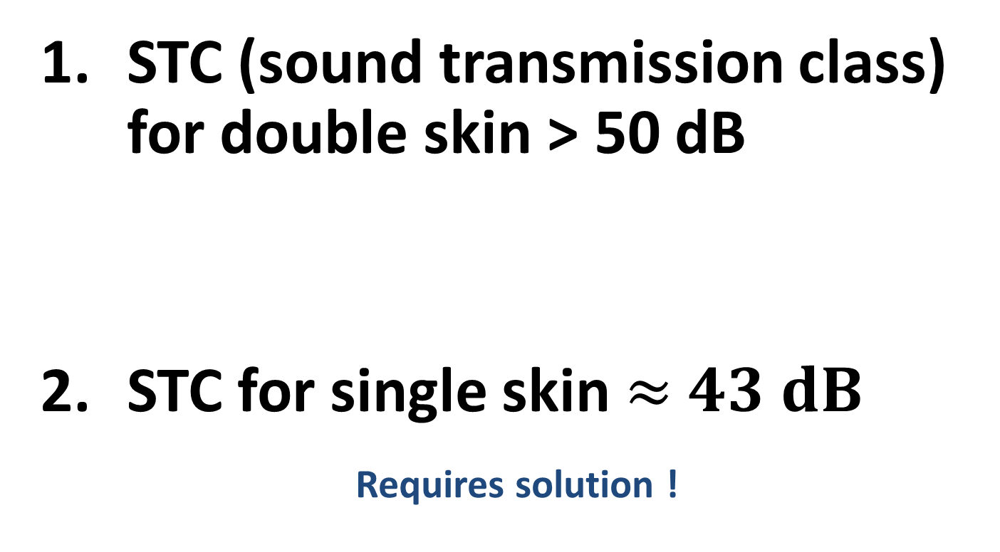 1. STC (sound transmission class)
for double skin > 50 dB
2. STC for single skin ≈ 43 dB
Requires solution !